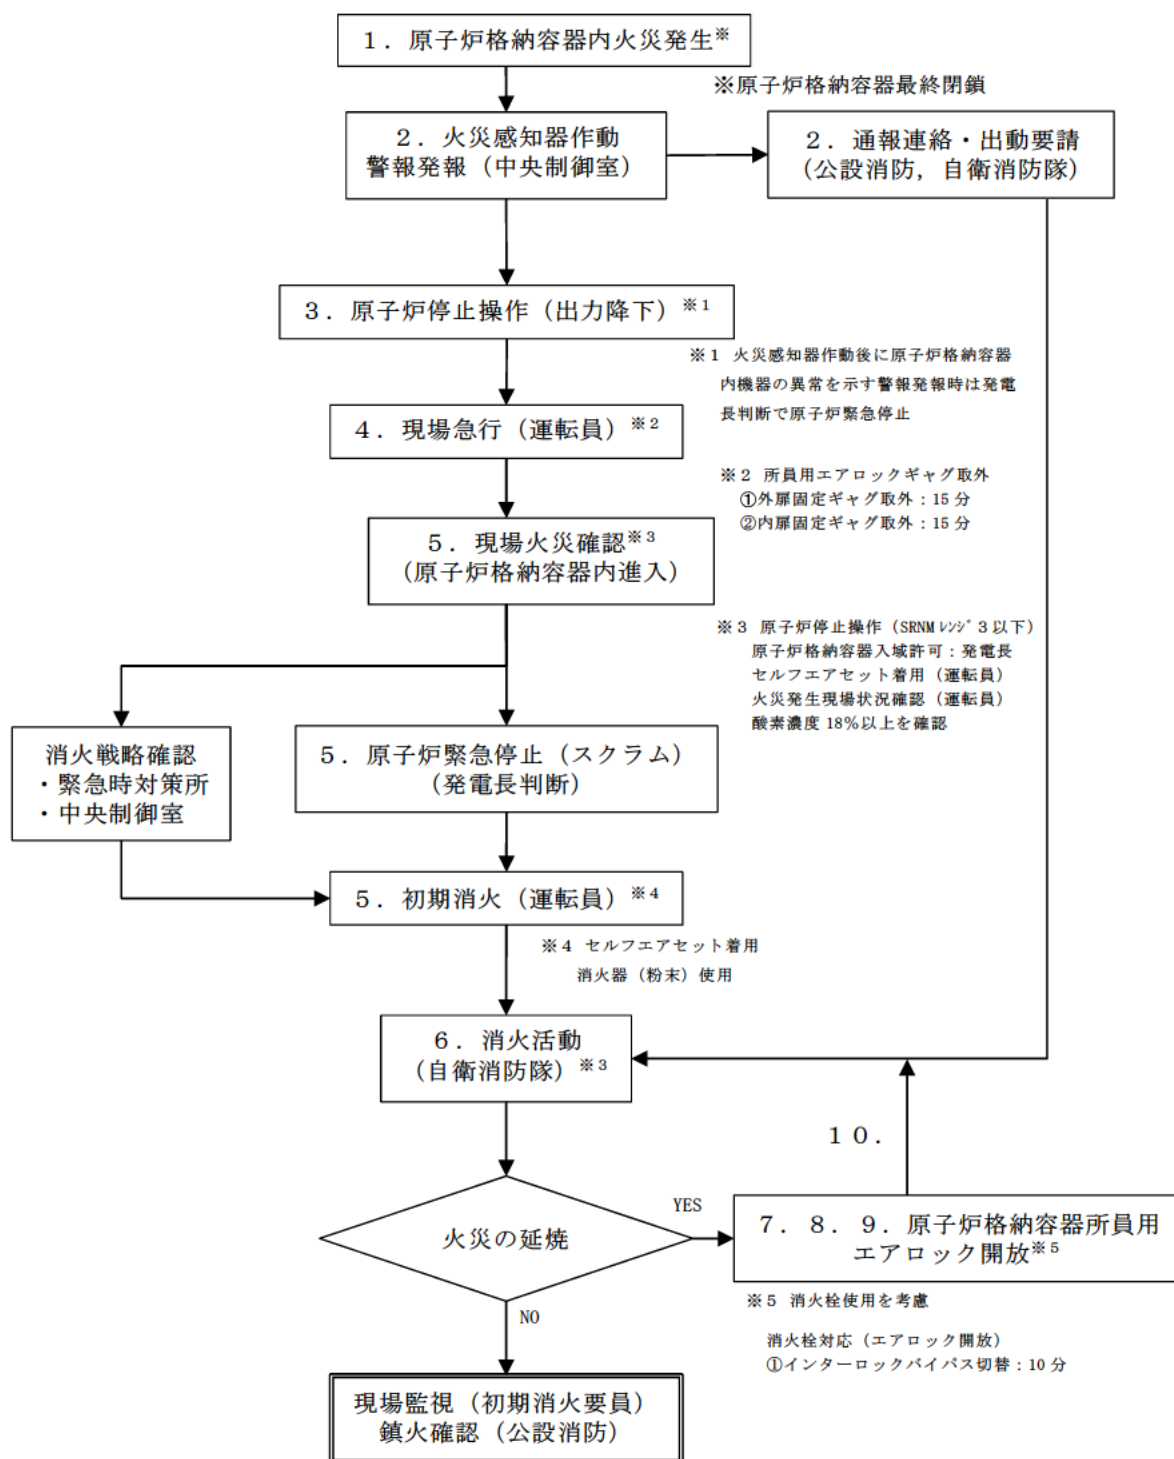 １．原子炉格納容器内火災発生※
※原子炉格納容器最終閉鎖
２．火災感知器作動
警報発報（中央制御室）
２．通報連絡・出動要請
（公設消防，自衛消防隊）
３．原子炉停止操作（出力降下）※1
※1 火災感知器作動後に原子炉格納容器
内機器の異常を示す警報発報時は発電
長判断で原子炉緊急停止
４．現場急行（運転員）※2
※2 所員用エアロックギャグ取外
①外扉固定ギャグ取外：15 分
②内扉固定ギャグ取外：15 分
５．現場火災確認※3
（原子炉格納容器内進入）
※3 原子炉停止操作（SRNM ﾚﾝｼﾞ 3 以下）
原子炉格納容器入域許可：発電長
セルフエアセット着用（運転員）
火災発生現場状況確認（運転員）
酸素濃度 18％以上を確認
消火戦略確認
・緊急時対策所
・中央制御室
５．原子炉緊急停止（スクラム）
（発電長判断）
５．初期消火（運転員）※4
※4 セルフエアセット着用
消火器（粉末）使用
６．消火活動
（自衛消防隊）※3
１０．
火災の延焼
YES
７．８．９．原子炉格納容器所員用
エアロック開放※5
※5 消火栓使用を考慮
消火栓対応（エアロック開放）
①インターロックバイパス切替：10 分
NO
現場監視（初期消火要員）
鎮火確認（公設消防）